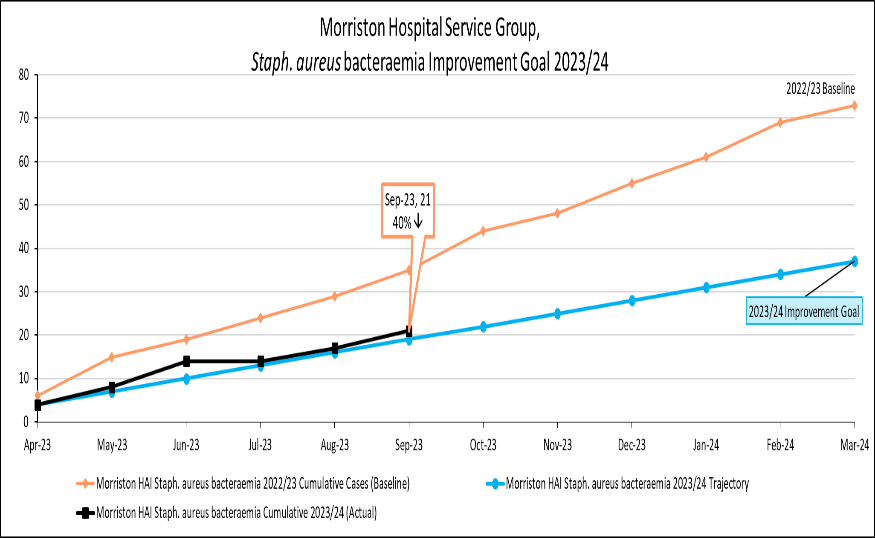 Morriston Hospital Service Group,
Staph. aureus bacteraemia Improvement Goal 2023/24
80
70
60
50
40
30
20
10
0
2022/23 Baseline
Sep-23, 21
40% ↓
2023/24 Improvement Goal
Apr-23 May-23 Jun-23 Jul-23 Aug-23 Sep-23 Oct-23 Nov-23 Dec-23 Jan-24 Feb-24 Mar-24
Morriston HAI Staph. aureus bacteraemia 2022/23 Cumulative Cases (Baseline)
Morriston HAI Staph. aureus bacteraemia 2023/24 Trajectory
Morriston HAI Staph. aureus bacteraemia Cumulative 2023/24 (Actual)